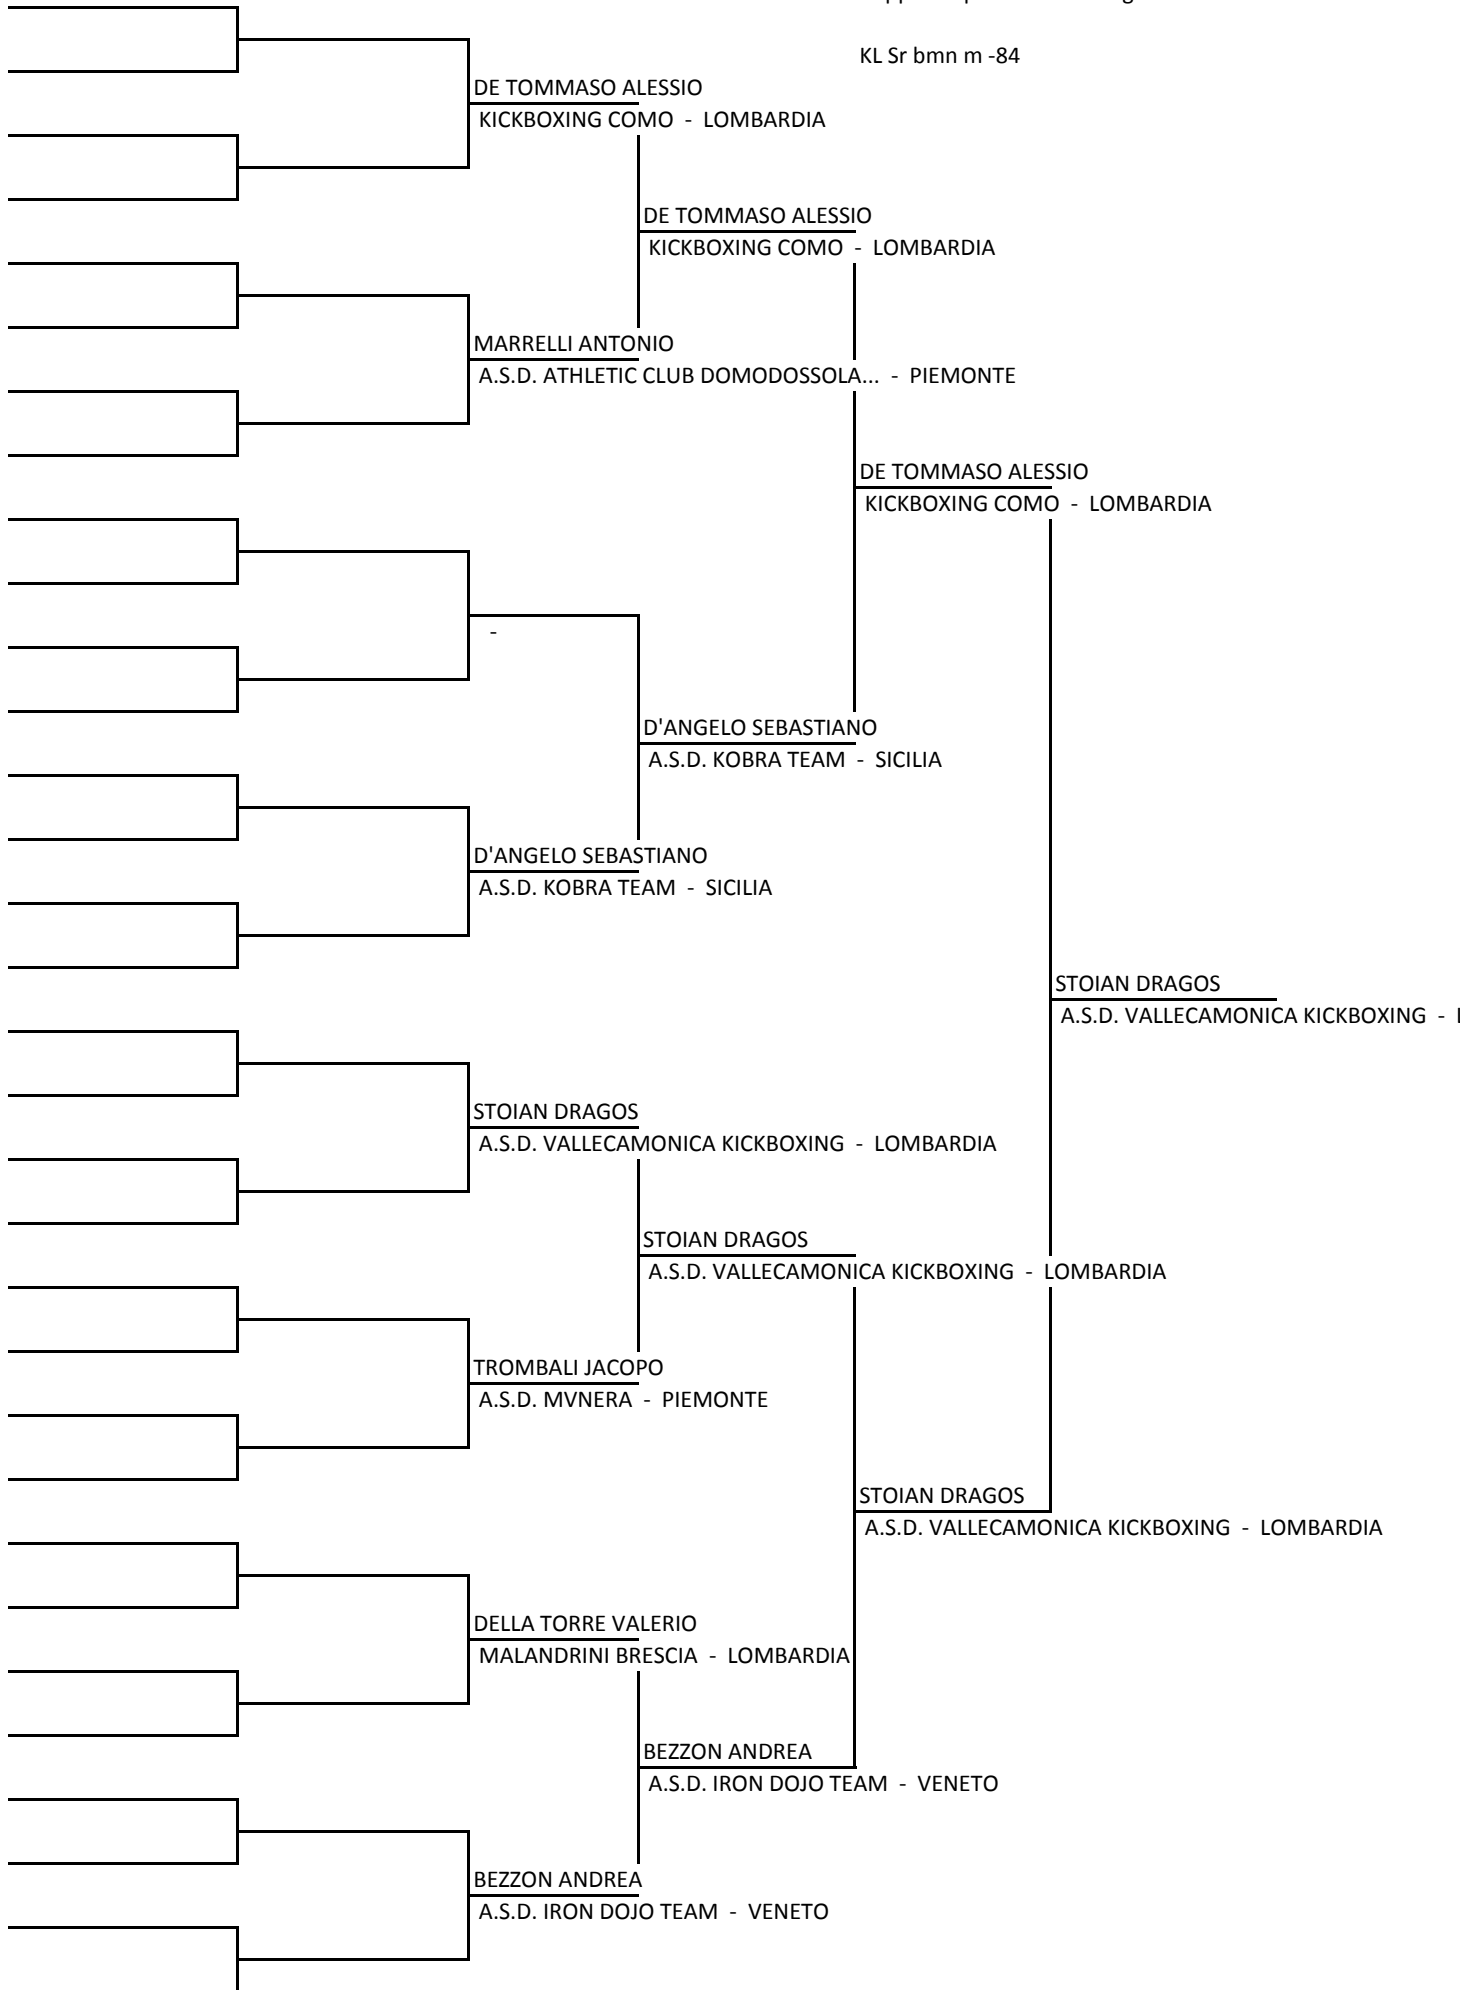 KL Sr bmn m -84
DE TOMMASO ALESSIO
KICKBOXING COMO - LOMBARDIA
DE TOMMASO ALESSIO
KICKBOXING COMO - LOMBARDIA
MARRELLI ANTONIO
A.S.D. ATHLETIC CLUB DOMODOSSOLA... - PIEMONTE
DE TOMMASO ALESSIO
KICKBOXING COMO - LOMBARDIA
-
D'ANGELO SEBASTIANO
A.S.D. KOBRA TEAM - SICILIA
D'ANGELO SEBASTIANO
A.S.D. KOBRA TEAM - SICILIA
STOIAN DRAGOS
A.S.D. VALLECAMONICA KICKBOXING -
STOIAN DRAGOS
A.S.D. VALLECAMONICA KICKBOXING - LOMBARDIA
STOIAN DRAGOS
A.S.D. VALLECAMONICA KICKBOXING - LOMBARDIA
TROMBALI JACOPO
A.S.D. MVNERA - PIEMONTE
STOIAN DRAGOS
A.S.D. VALLECAMONICA KICKBOXING - LOMBARDIA
DELLA TORRE VALERIO
MALANDRINI BRESCIA - LOMBARDIA
BEZZON ANDREA
A.S.D. IRON DOJO TEAM - VENETO
BEZZON ANDREA
A.S.D. IRON DOJO TEAM - VENETO